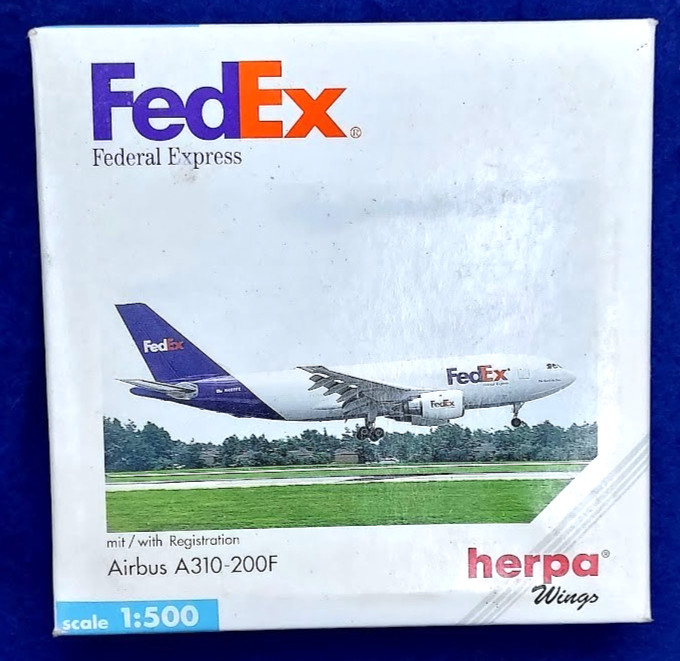 FedEx®
Federal Express
FedEx
FedEx
FedEx
mit / with Registration
Airbus A310-200F
herpa®
Wings
scale 1:500